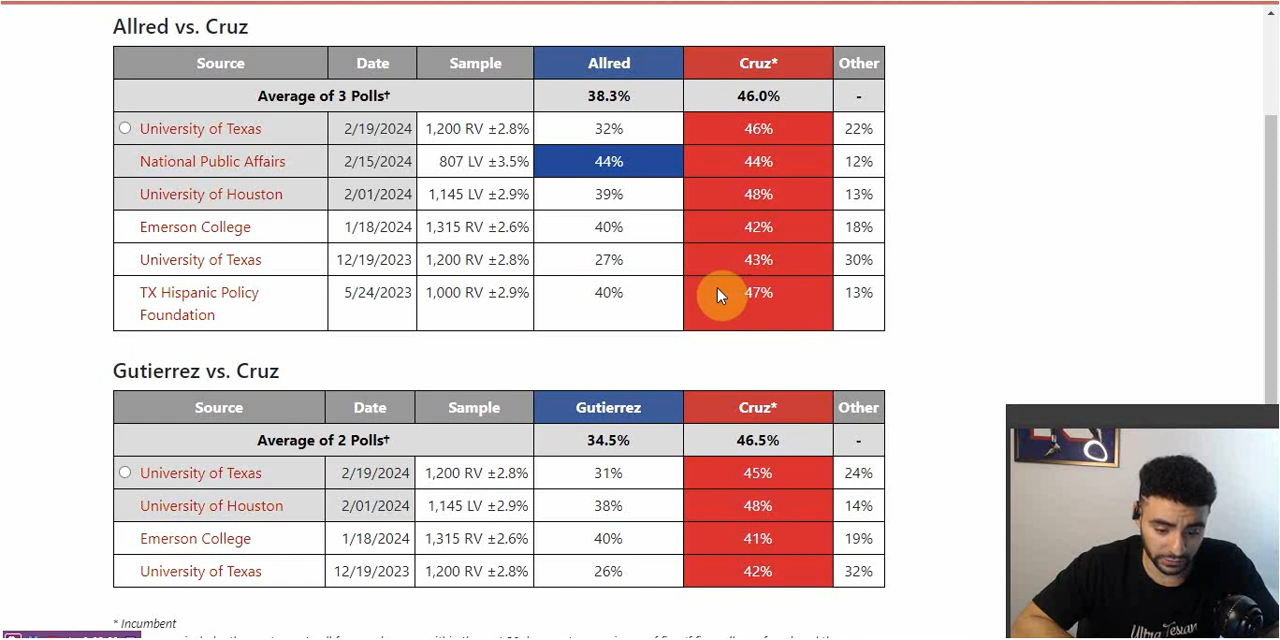 Allred vs. Cruz
Source Date Sample Allred Cruz* Other
Average of 3 Polls† 38.3% 46.0% -
University of Texas 2/19/2024 1,200 RV ±2.8% 32% 46% 22%
National Public Affairs 2/15/2024 807 LV ±3.5% 44% 44% 12%
University of Houston 2/01/2024 1,145 LV ±2.9% 39% 48% 13%
Emerson College 1/18/2024 1,315 RV ±2.6% 40% 42% 18%
University of Texas 12/19/2023 1,200 RV ±2.8% 27% 43% 30%
TX Hispanic Policy 5/24/2023 1,000 RV ±2.9% 40% 47% 13%
Foundation
Gutierrez vs. Cruz
Source Date Sample Gutierrez Cruz* Other
Average of 2 Polls† 34.5% 46.5% -
University of Texas 2/19/2024 1,200 RV ±2.8% 31% 45% 24%
University of Houston 2/01/2024 1,145 LV ±2.9% 38% 48% 14%
Emerson College 1/18/2024 1,315 RV ±2.6% 40% 41% 19%
University of Texas 12/19/2023 1,200 RV ±2.8% 26% 42% 32%
* Incumbent
Ultra